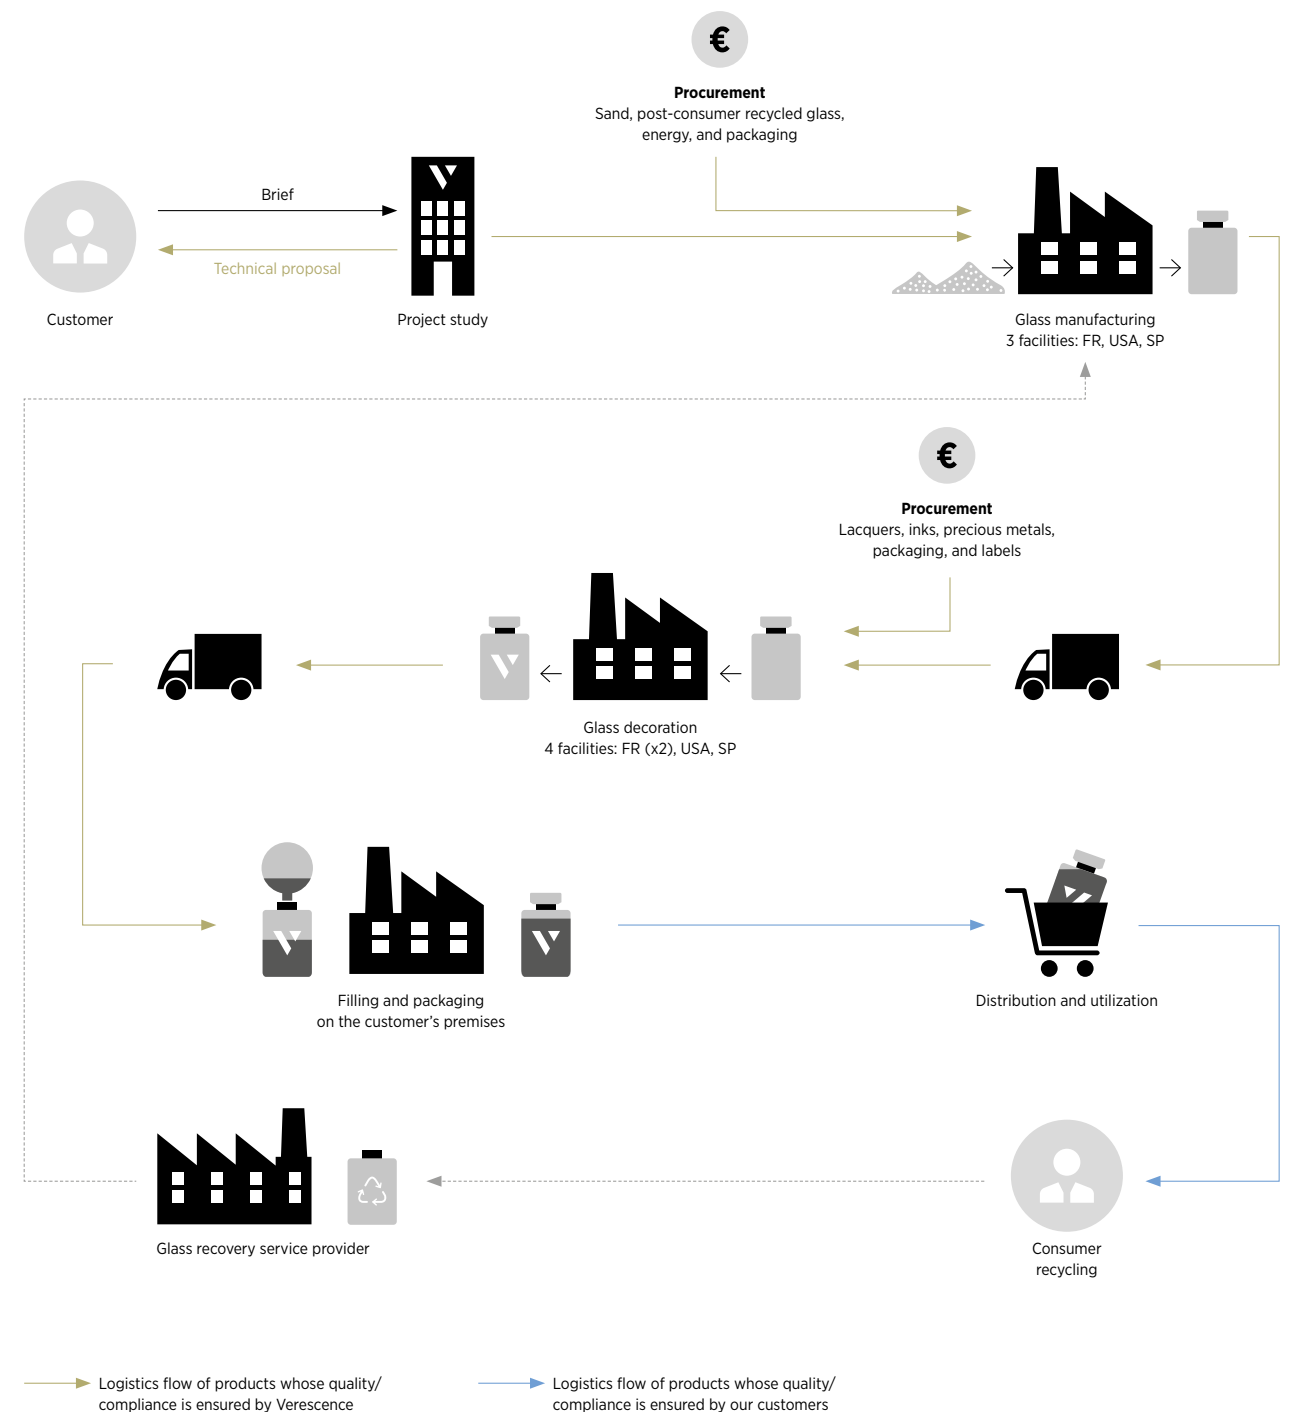 €
Procurement
Sand, post-consumer recycled glass,
energy, and packaging
Brief
Technical proposal
Customer
Project study
Glass manufacturing
3 facilities: FR, USA, SP
€
Procurement
Lacquers, inks, precious metals,
packaging, and labels
Glass decoration
4 facilities: FR (x2), USA, SP
Filling and packaging
on the customer’s premises
Distribution and utilization
Glass recovery service provider
Consumer
recycling
Logistics flow of products whose quality/
compliance is ensured by Verescence
Logistics flow of products whose quality/
compliance is ensured by our customers